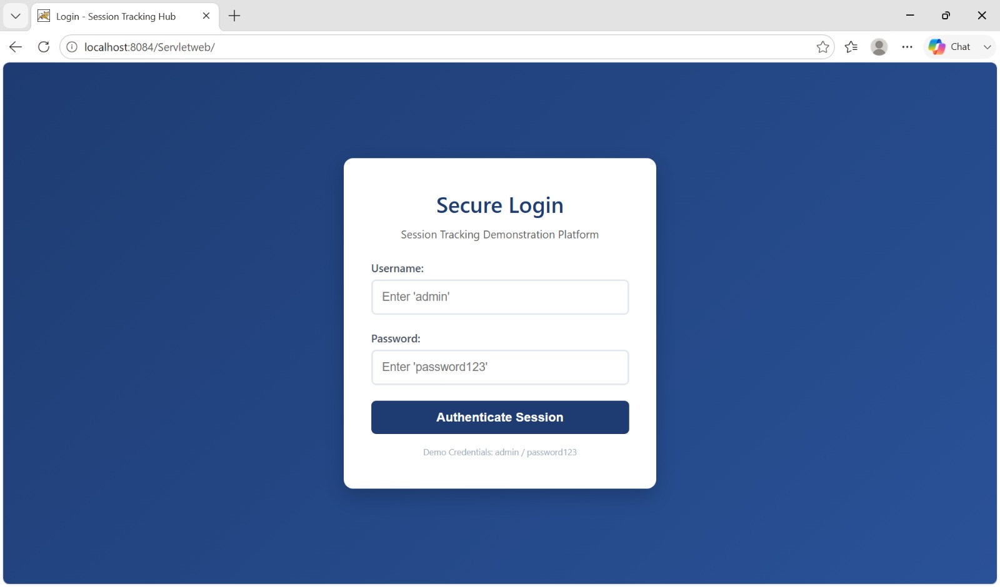 Login - Session Tracking Hub
localhost:8084/Servletweb/
Chat
Secure Login
Session Tracking Demonstration Platform
Username:
Enter 'admin'
Password:
Enter 'password123'
Authenticate Session
Demo Credentials: admin / password123